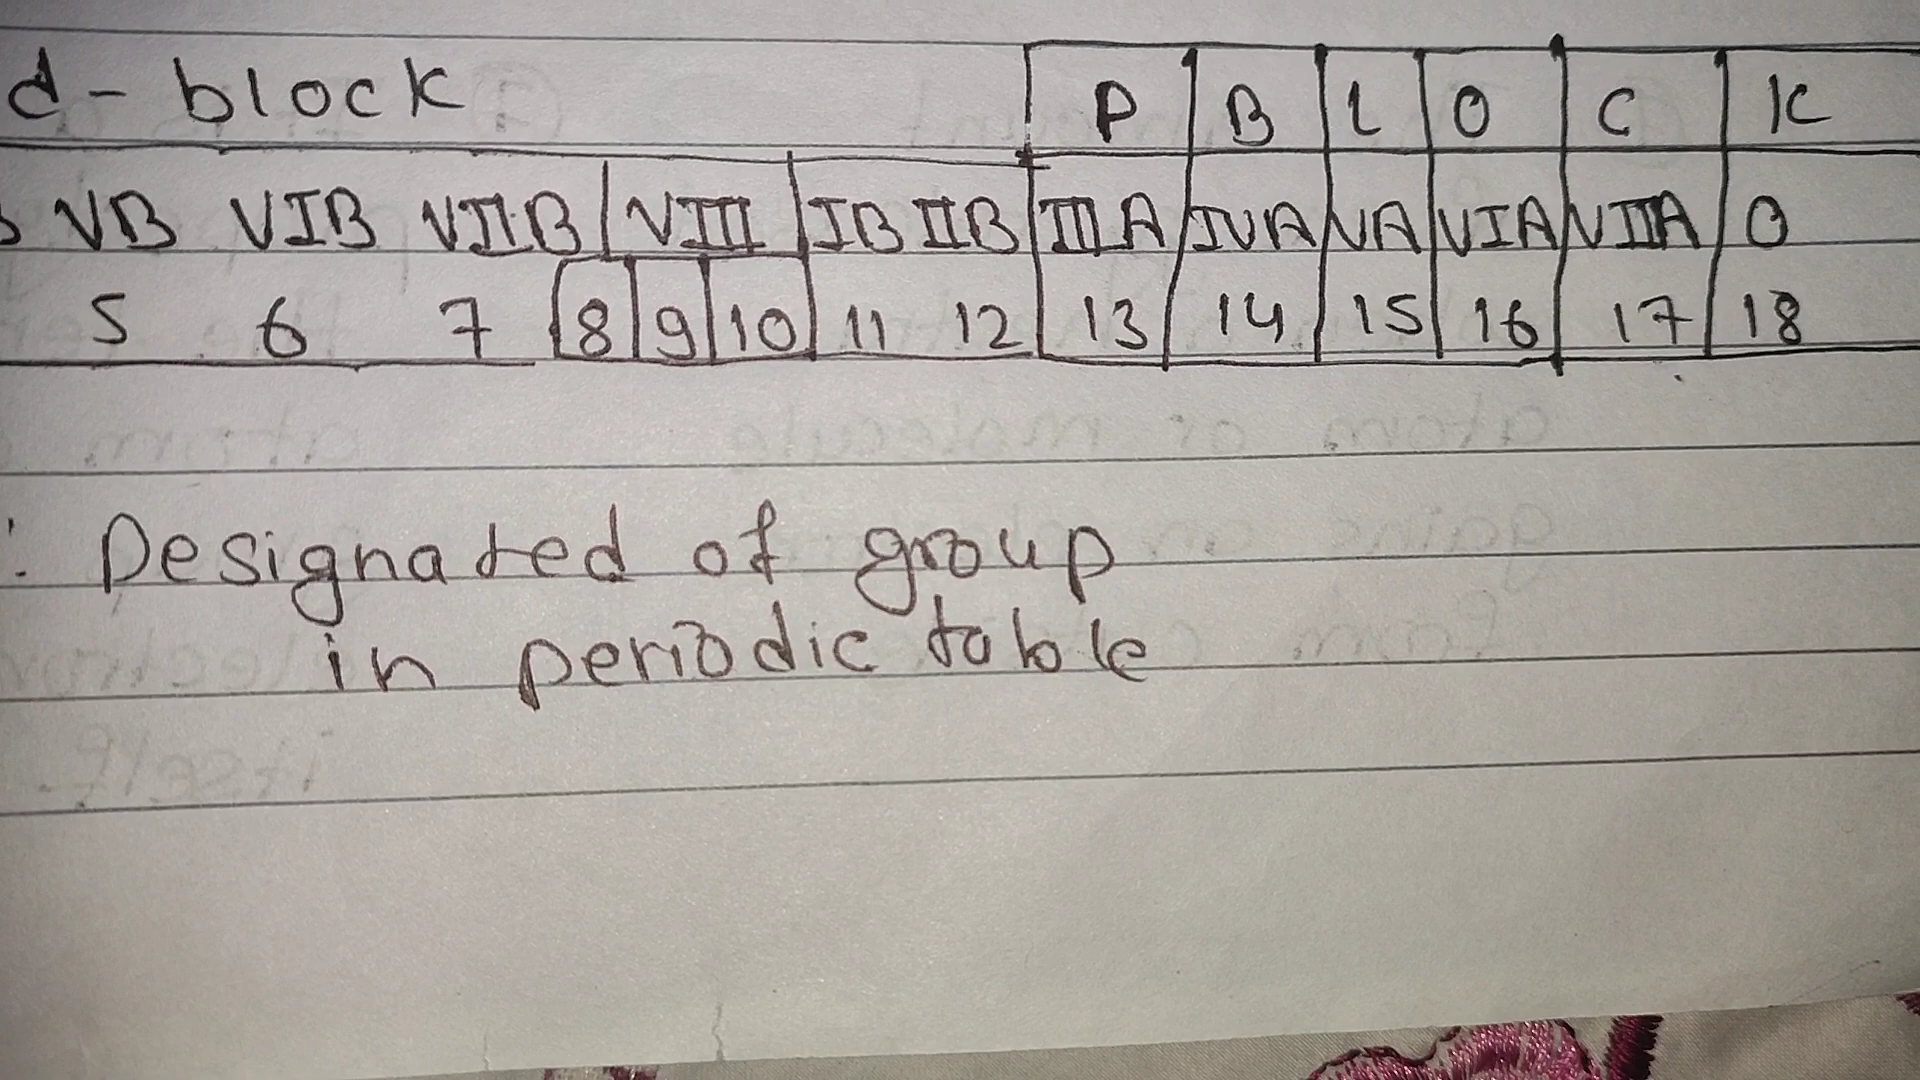 d - block P B L O C K
VB VIB VIIB VIII IB IIB IIIA IVA VA VIA VIIA O
5 6 7 8 9 10 11 12 13 14 15 16 17 18
: Designated of group
in periodic table